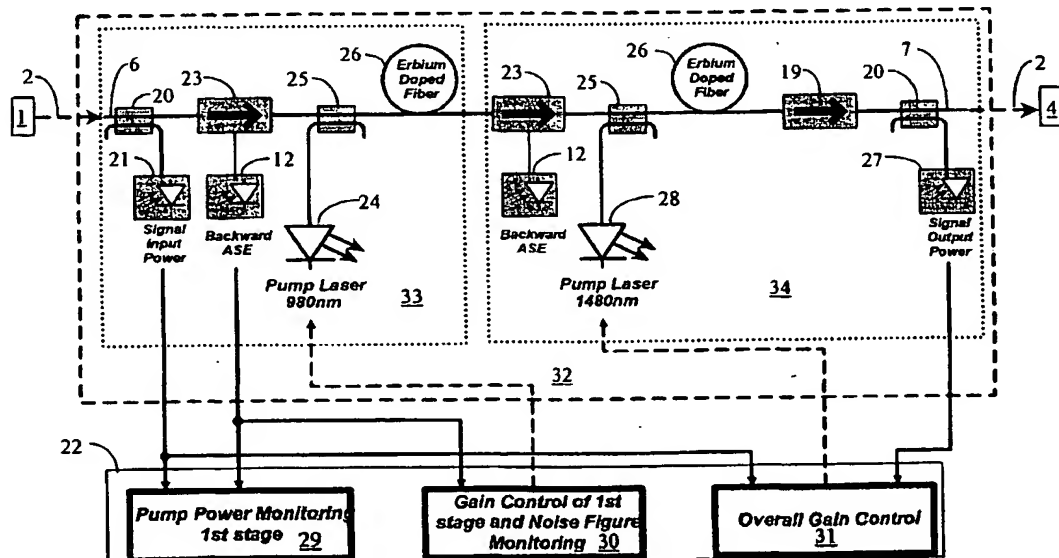 26
26
2
6
20
23
25
Erbium
Doped
Fiber
23
25
Erbium
Doped
Fiber
19
20
7
2
1
4
21
12
24
12
28
27
Signal
Input
Power
Backward
ASE
Pump Laser
980nm
33
Backward
ASE
Pump Laser
1480nm
34
Signal
Output
Power
32
22
Pump Power Monitoring
1st stage 29
Gain Control of 1st
stage and Noise Figure
Monitoring 30
Overall Gain Control
31